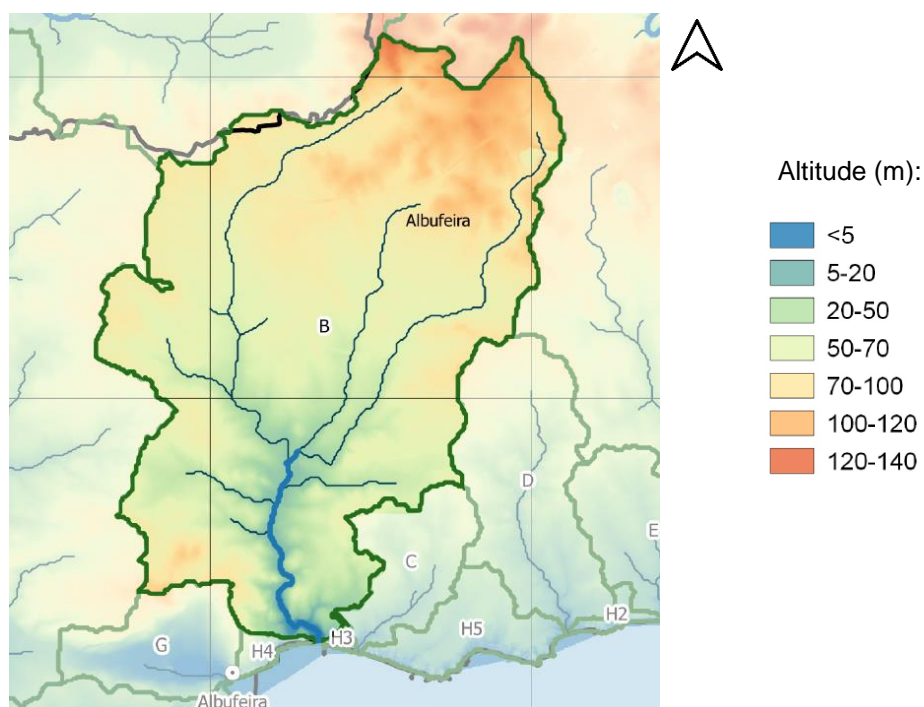 Albufeira
B
D
E
C
H2
H3
H5
G
H4
Albufeira
Altitude (m):
<5
5-20
20-50
50-70
70-100
100-120
120-140